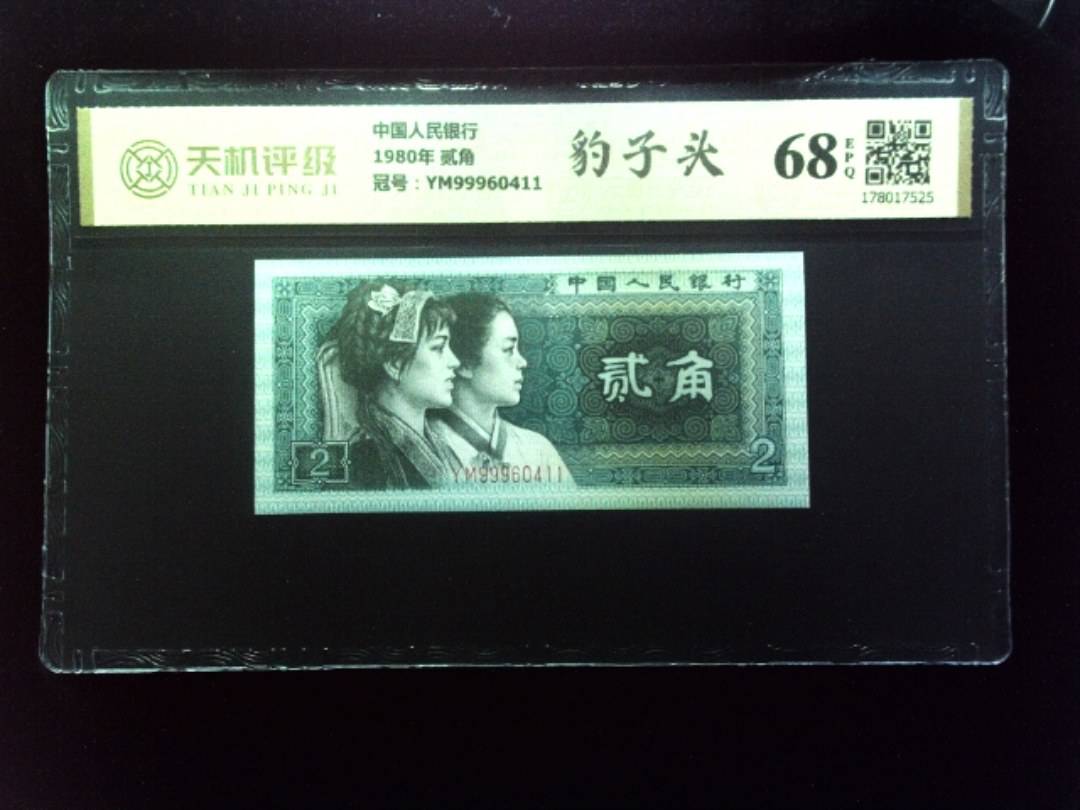 天机评级
TIAN JI PING JI
中国人民银行
1980年 贰角
冠号：YM99960411
豹子头
68
EPQ
178017525
中国人民银行
贰角
2
YM99960411
2